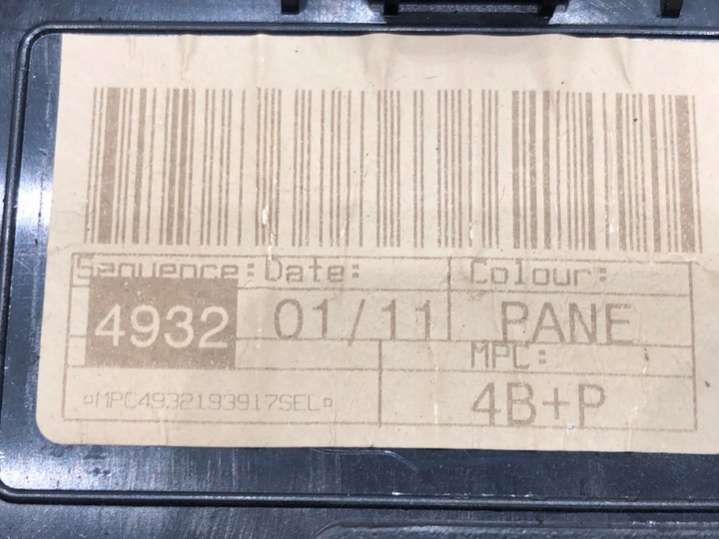 Sequence: Date: Colour:
4932 01/11 PANE
MPC:
¤MPC4932193917SEL¤ 4B+P